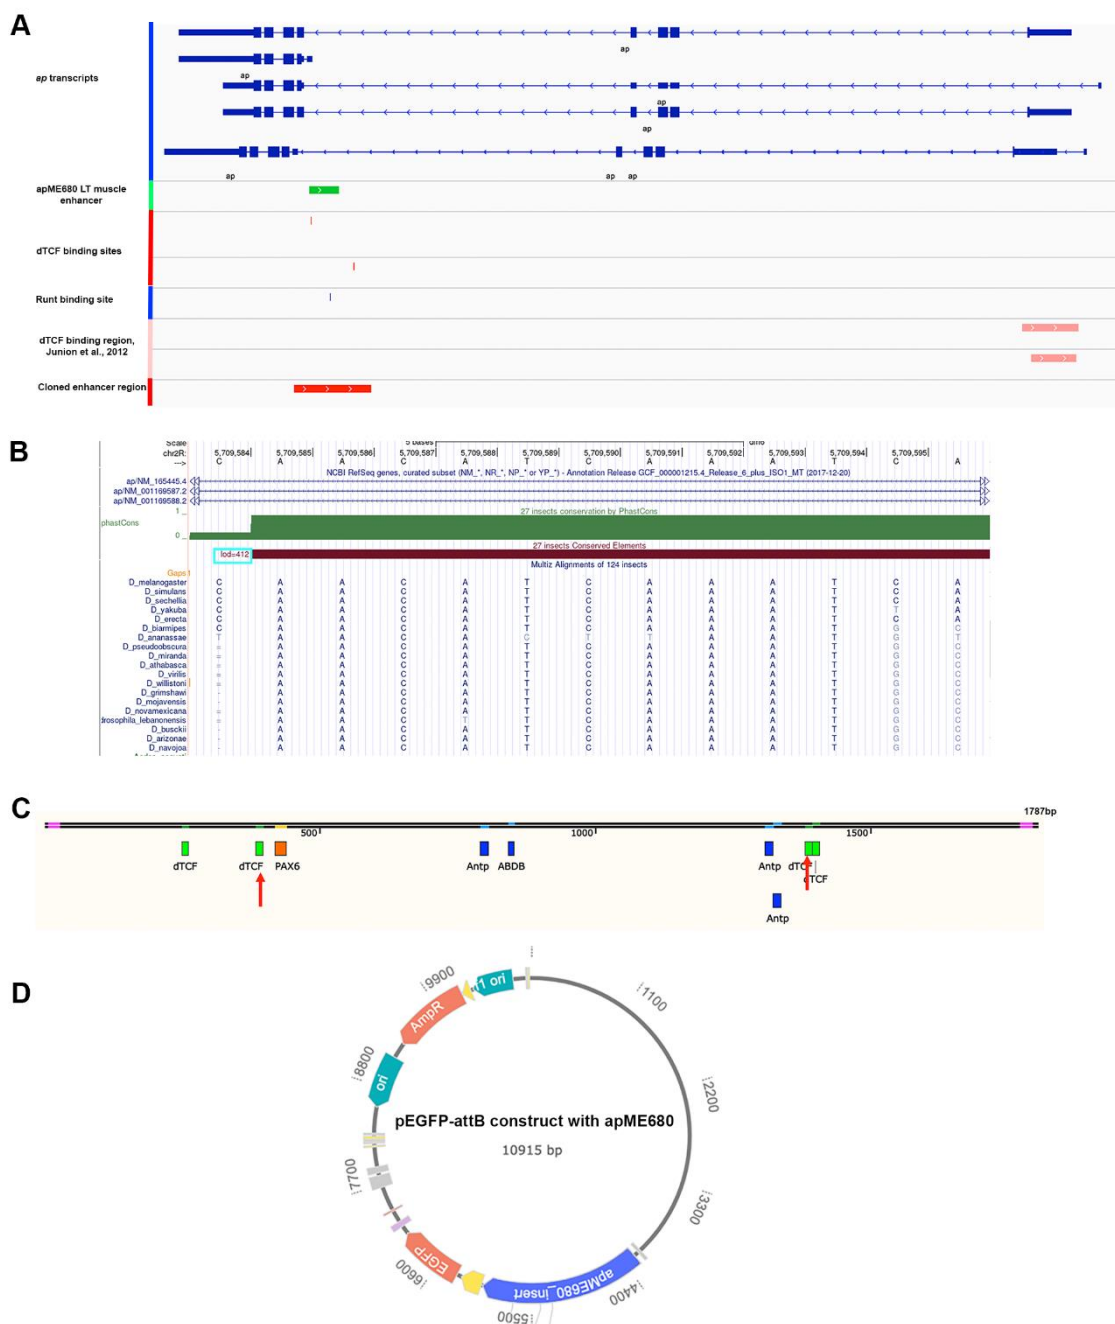 A
ap transcripts
ap
ap
ap
ap
ap
ap ap
apME680 LT muscle
enhancer
dTCF binding sites
Runt binding site
dTCF binding region,
Junion et al., 2012
Cloned enhancer region
B
Scale 5 bases dm6
chr2R: 5,709,584 5,709,585 5,709,586 5,709,587 5,709,588 5,709,589 5,709,590 5,709,591 5,709,592 5,709,593 5,709,594 5,709,595
---> C A A C A T C A A A T C A
NCBI RefSeq genes, curated subset (NM_*, NR_*, NP_* or YP_*) - Annotation Release GCF_000001215.4_Release_6_plus_ISO1_MT (2017-12-20)
ap/NM_165445.4
ap/NM_001169587.2
ap/NM_001169588.2
27 insects conservation by PhastCons
1
phastCons
0
27 insects Conserved Elements
lod=412
Multiz Alignments of 124 insects
Gaps
D_melanogaster C A A C A T C A A A T C A
D_simulans C A A C A T C A A A T C A
D_sechellia C A A C A T C A A A T C A
D_yakuba C A A C A T C A A A T T A
D_erecta C A A C A T C A A A T C A
D_biarmipes C A A C A T C A A A T G C
D_ananassae T A A C A C T T A A T G T
D_pseudoobscura = A A C A T C A A A T G C
D_miranda = A A C A T C A A A T G C
D_athabasca = A A C A T C A A A T G C
D_virilis = A A C A T C A A A T G C
D_willistoni = A A C A T C A A A T G C
D_grimshawi - A A C A T C A A A T G C
D_mojavensis - A A C A T C A A A T G C
D_novamexicana = A A C A T C A A A T G C
drosophila_lebanonensis = A A C T T C A A A T G C
D_busckii - A A C A T C A A A T G C
D_arizonae - A A C A T C A A A T G C
D_navojoa - A A C A T C A A A T G C
C
1787bp
500 1000 1500
dTCF dTCF PAX6 Antp ABDB Antp dTCF
dTCF
Antp
D
f1 ori
9900
AmpR
1100
8800
ori
2200
pEGFP-attB construct with apME680
10915 bp
7700
3300
EGFP
6600
apME680_insert
4400
5500